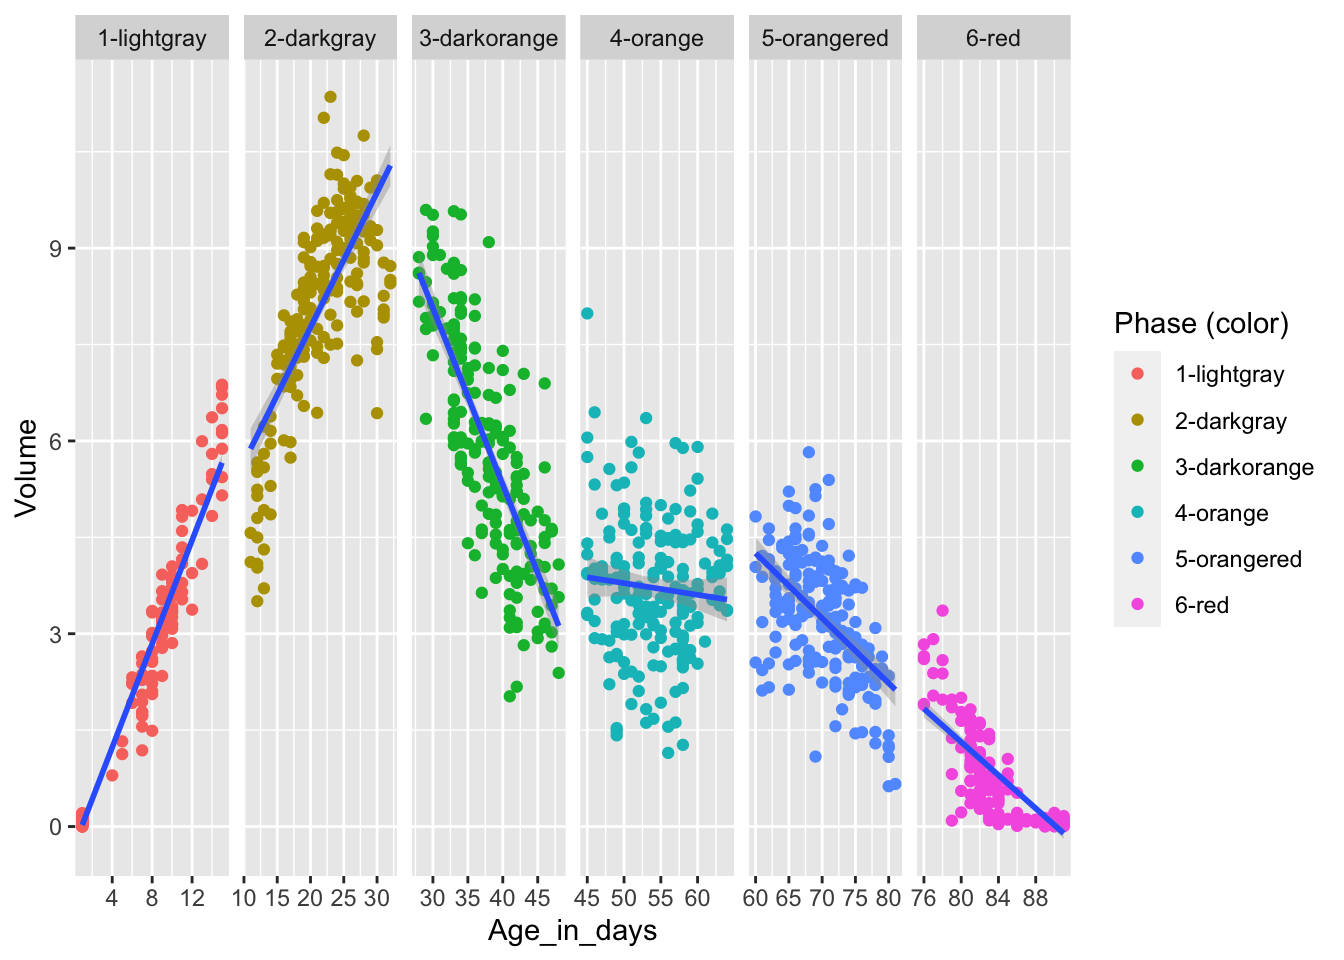 1-lightgray 2-darkgray 3-darkorange 4-orange 5-orangered 6-red
9
6
3
0
Volume
4 8 12 10 15 20 25 30 30 35 40 45 45 50 55 60 60 65 70 75 80 76 80 84 88
Age_in_days
Phase (color)
1-lightgray
2-darkgray
3-darkorange
4-orange
5-orangered
6-red